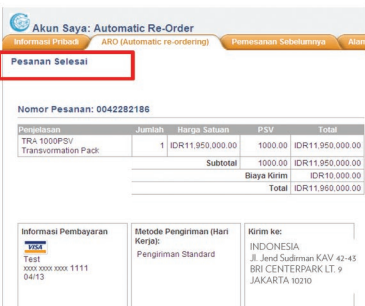 Akun Saya: Automatic Re-Order
Informasi Pribadi ARO (Automatic re-ordering) Pemesanan Sebelumnya Alam
Pesanan Selesai
Nomor Pesanan: 0042282186
Penjelasan Jumlah Harga Satuan PSV Total
TRA 1000PSV
Transvormation Pack 1 IDR11,950,000.00 1000.00 IDR11,950,000.00
Subtotal 1000.00 IDR11,950,000.00
Biaya Kirim IDR10,000.00
Total IDR11,960,000.00
Informasi Pembayaran
VISA
Test
xxxx xxxx xxxx 1111
04/13
Metode Pengiriman (Hari
Kerja):
Pengiriman Standard
Kirim ke:
INDONESIA
Jl. Jend Sudirman KAV 42-43
BRI CENTERPARK LT. 9
JAKARTA 10210